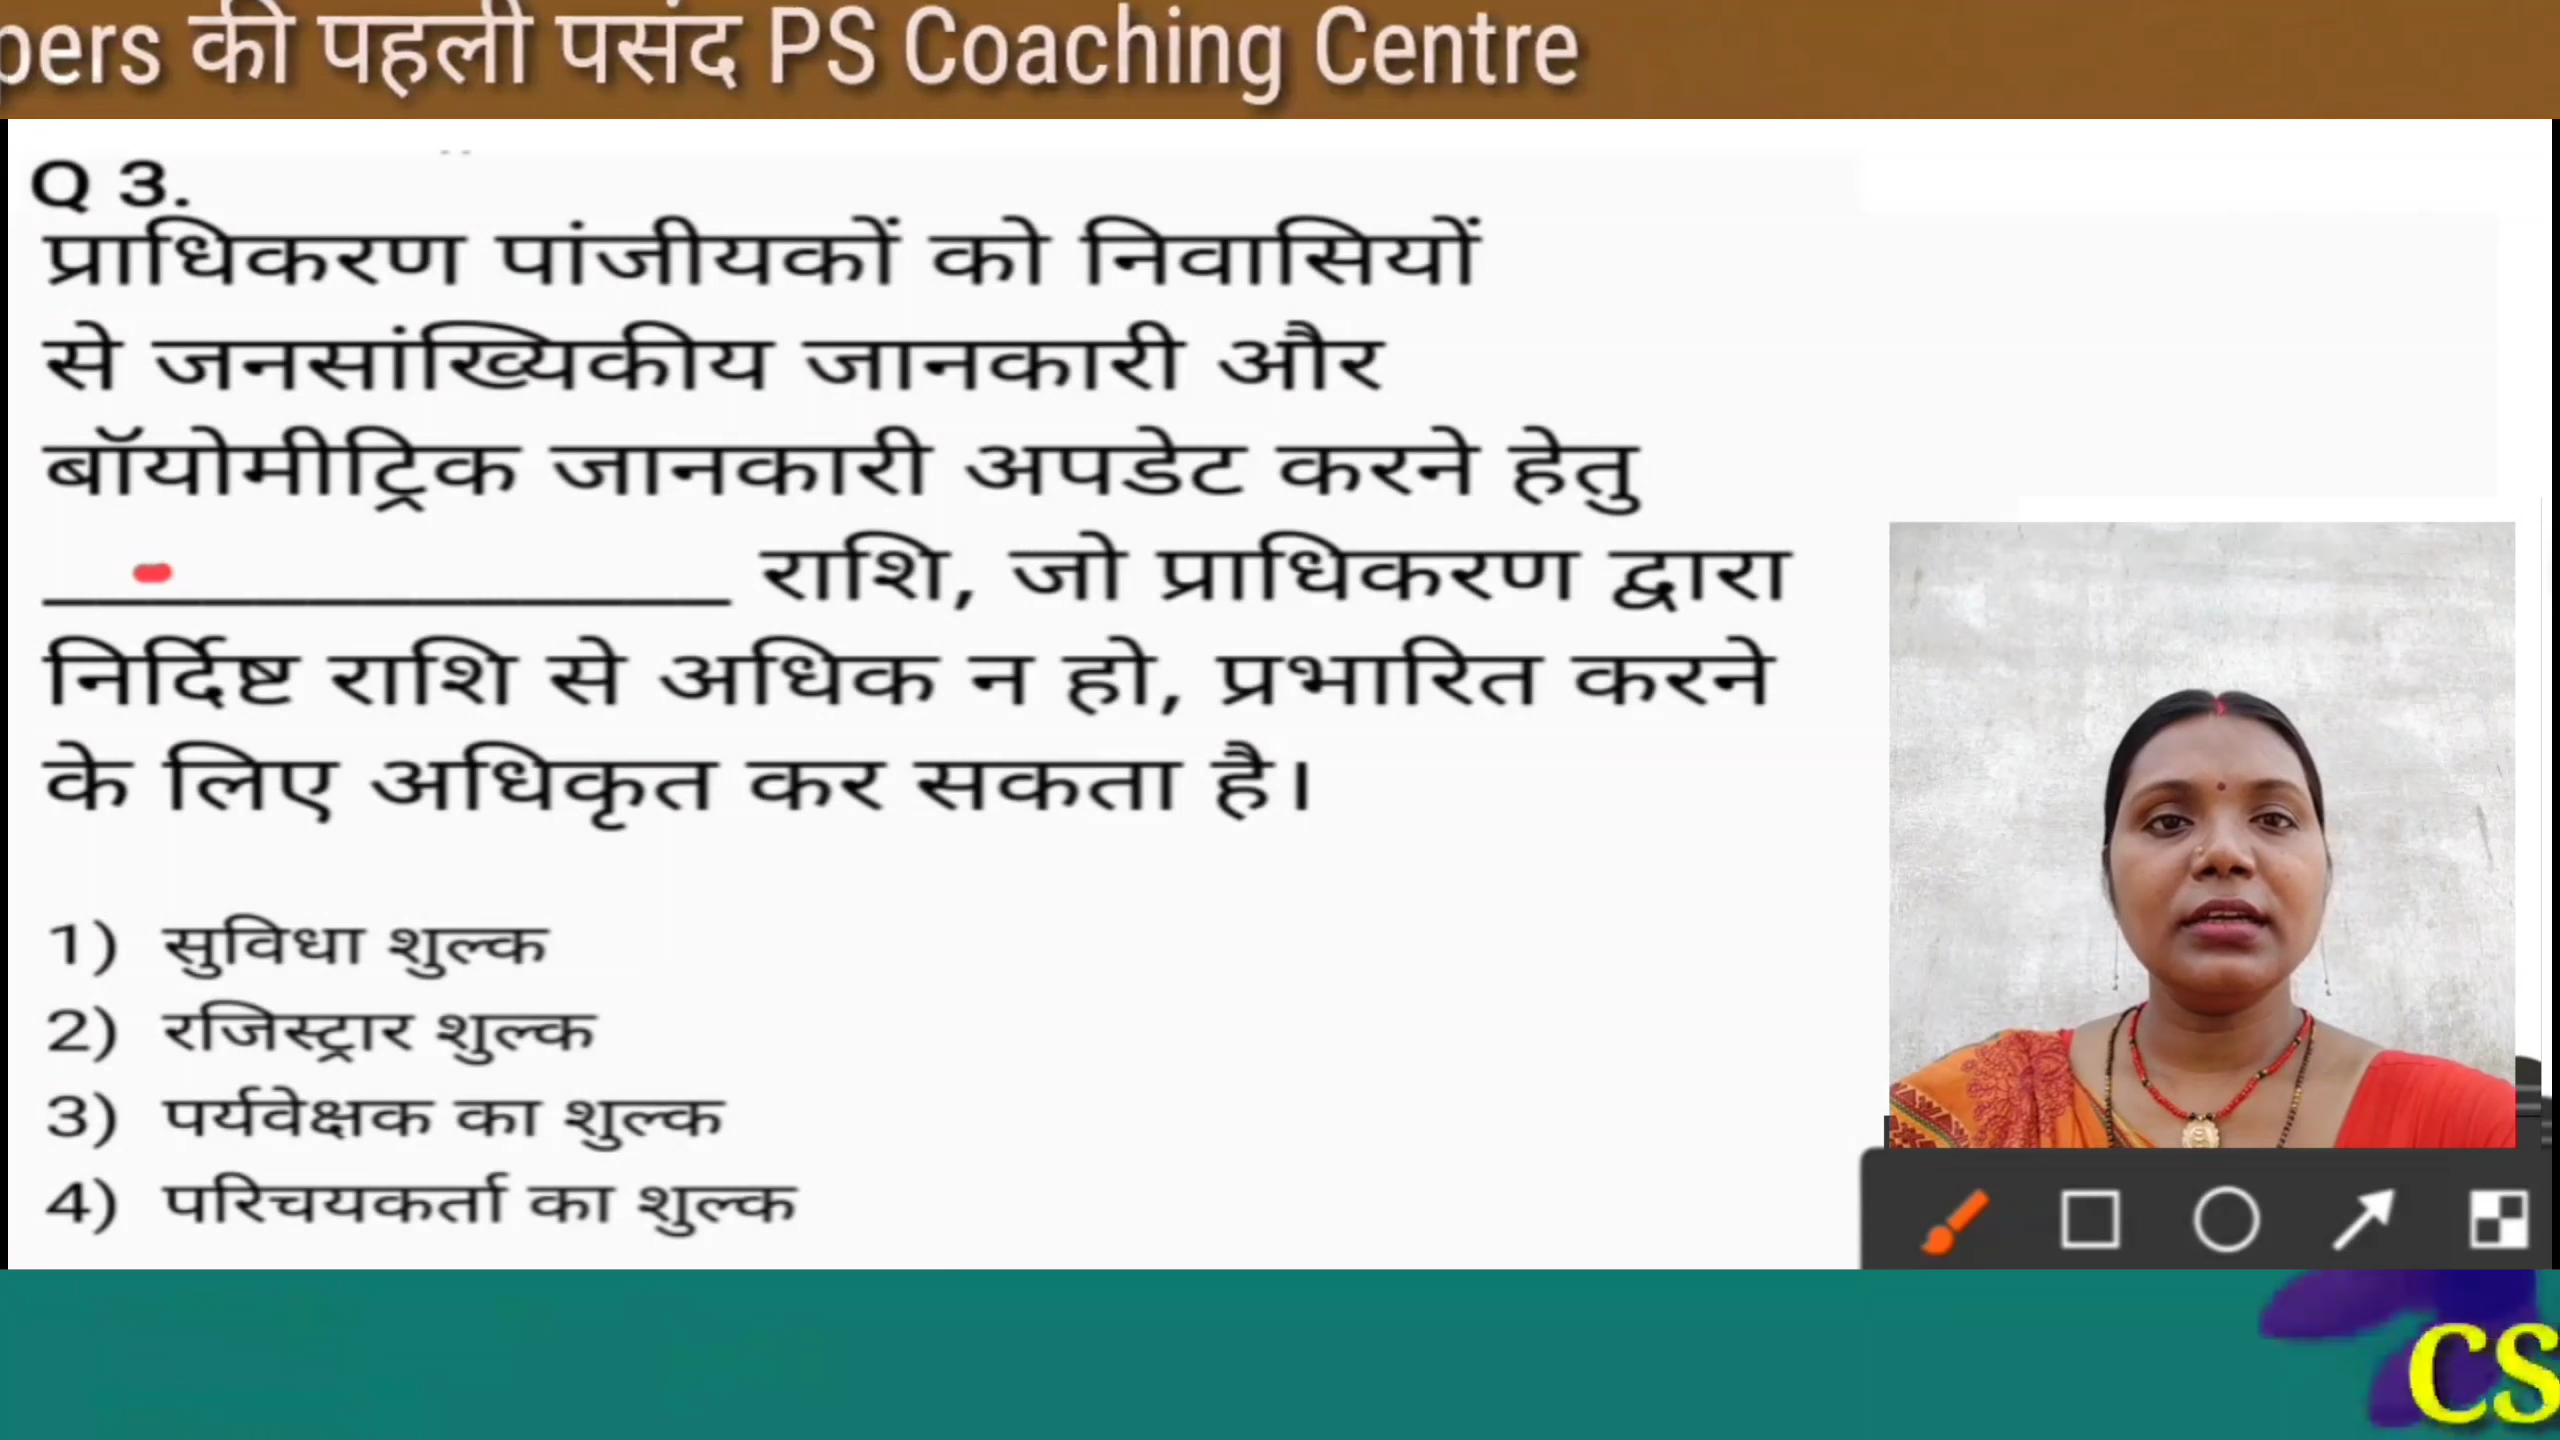 pers की पहली पसंद PS Coaching Centre
Q 3.
प्राधिकरण पांजीयकों को निवासियों
से जनसांख्यिकीय जानकारी और
बॉयोमीट्रिक जानकारी अपडेट करने हेतु
____________________ राशि, जो प्राधिकरण द्वारा
निर्दिष्ट राशि से अधिक न हो, प्रभारित करने
के लिए अधिकृत कर सकता है।
1) सुविधा शुल्क
2) रजिस्ट्रार शुल्क
3) पर्यवेक्षक का शुल्क
4) परिचयकर्ता का शुल्क
CS